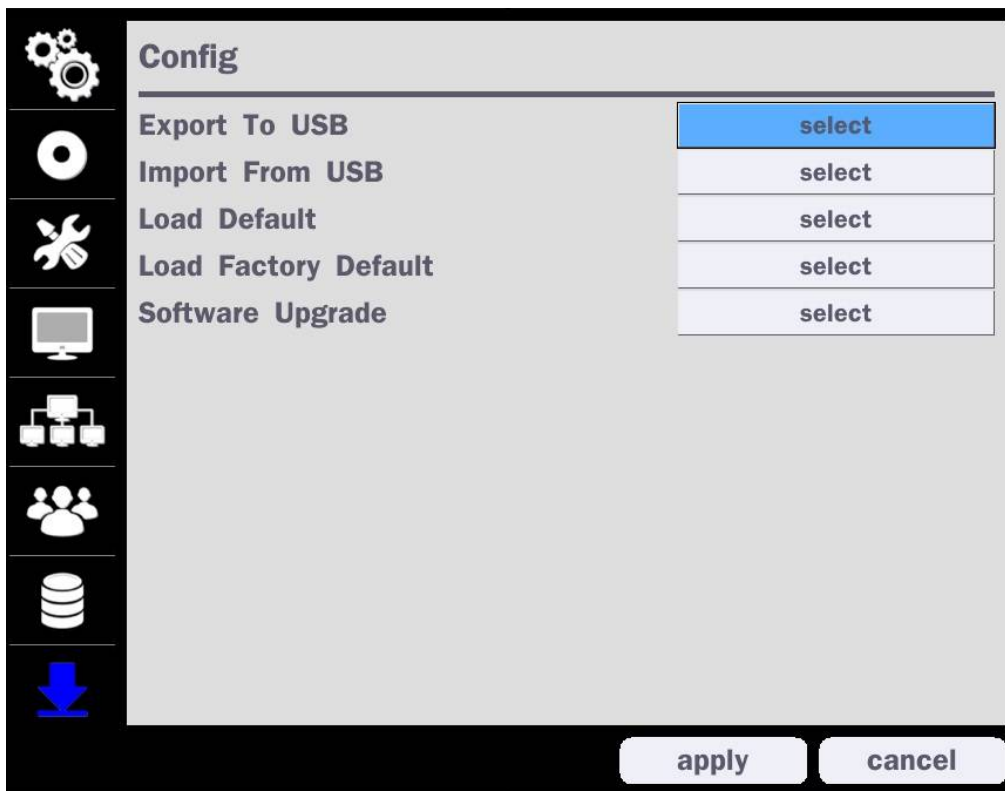 Config
Export To USB select
Import From USB select
Load Default select
Load Factory Default select
Software Upgrade select
apply cancel